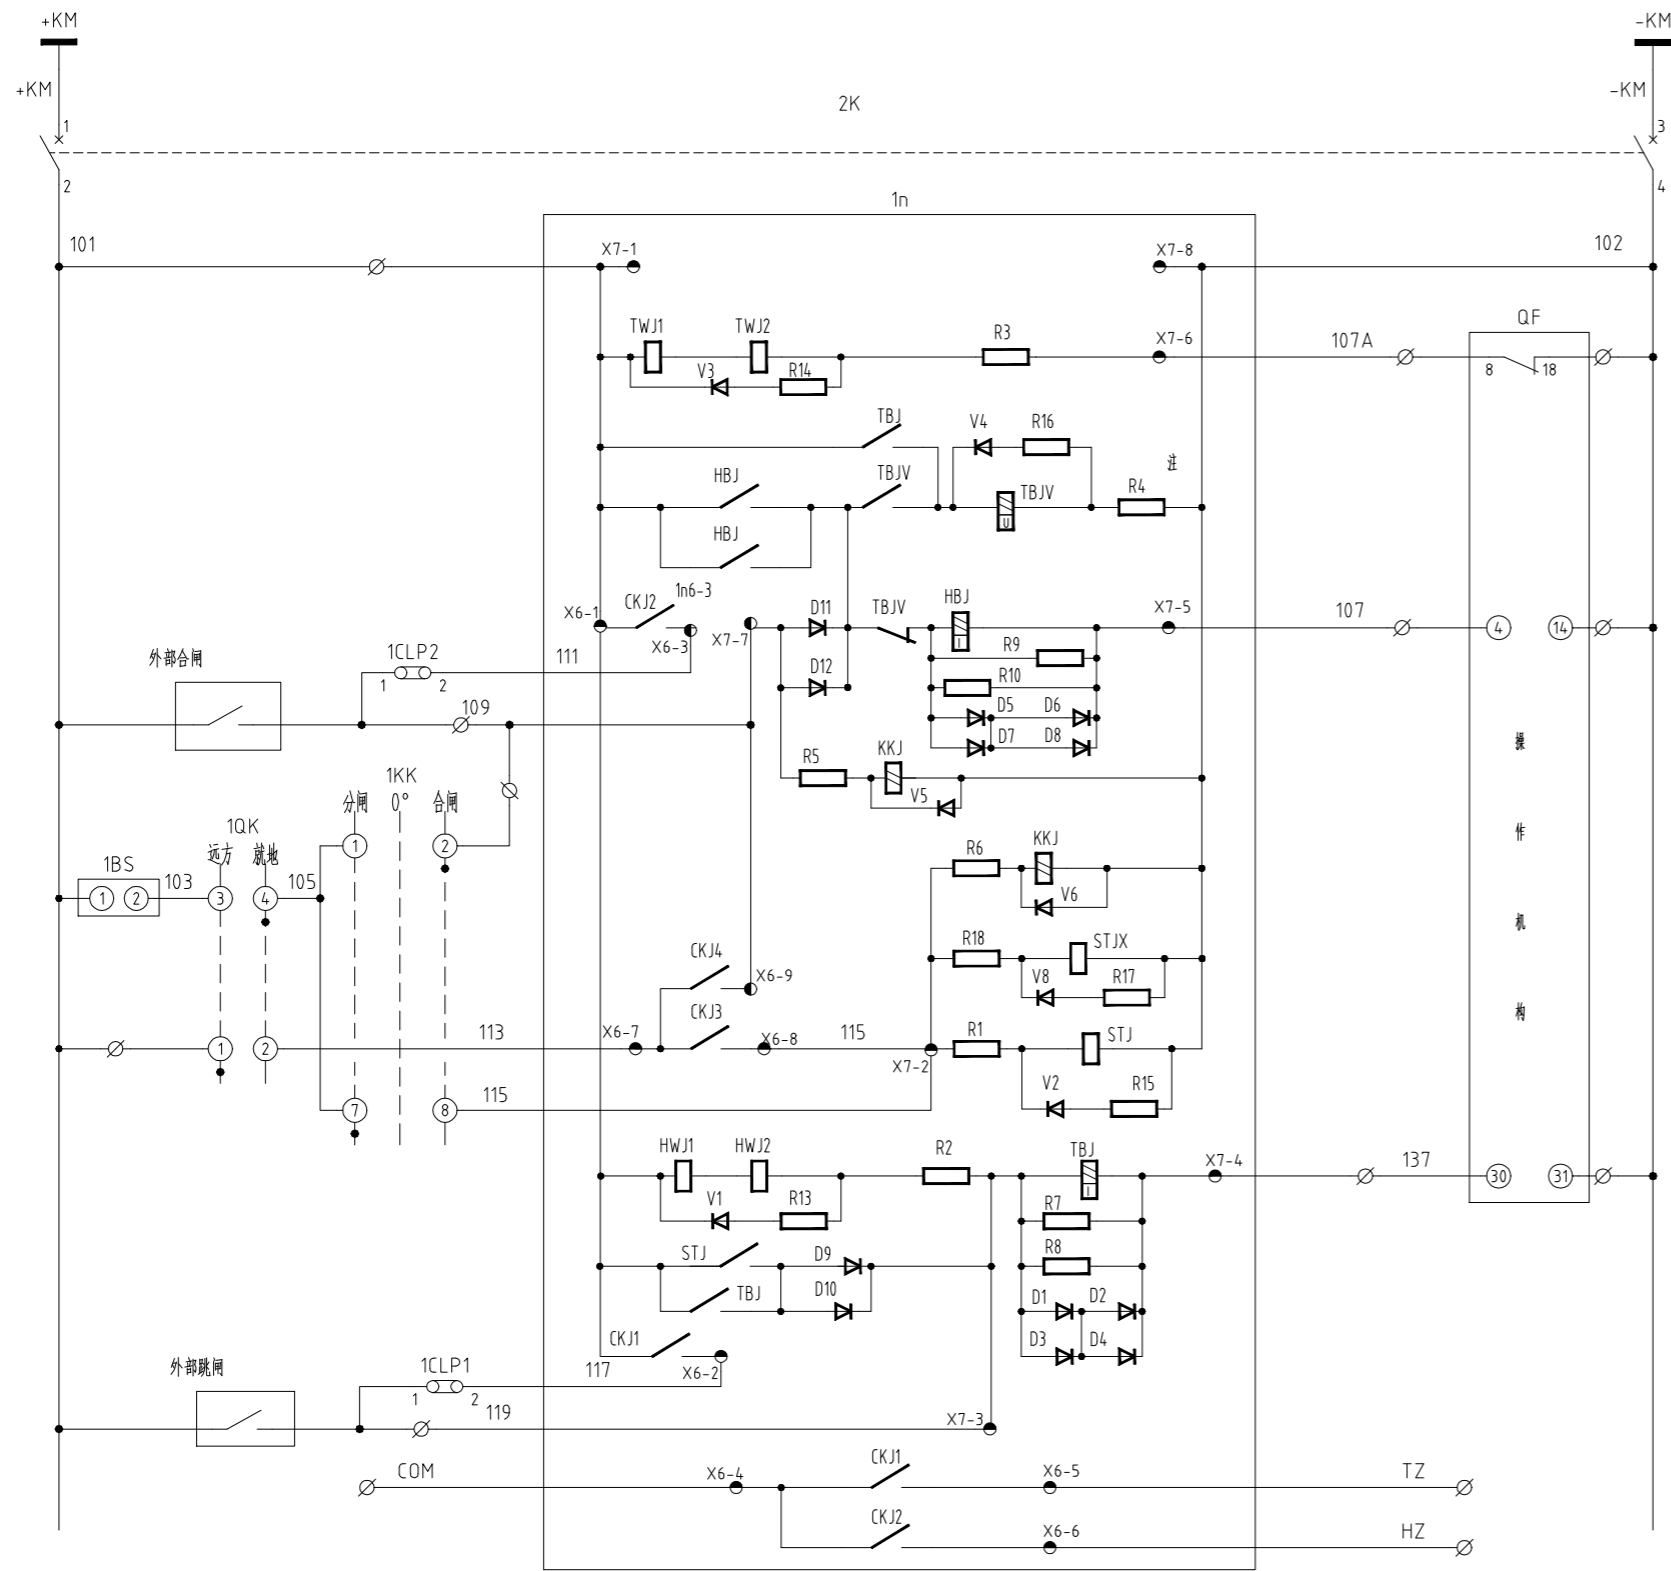 +KM
-KM
+KM
-KM
2K
1
3
2
4
1n
101
X7-1
X7-8
102
TWJ1
TWJ2
R3
X7-6
107A
QF
V3
R14
8
18
TBJ
V4
R16
注
HBJ
TBJV
TBJV
R4
U
HBJ
1n6-3
CKJ2
X6-1
X6-3
X7-7
D11
TBJV
HBJ
I
X7-5
107
4
14
外部合闸
1CLP2
1
2
111
R9
D12
R10
109
D5
D6
D7
D8
操
作
机
构
R5
KKJ
V5
1KK
分闸
0°
合闸
1QK
远方
就地
1
2
1BS
1
2
103
3
4
105
R6
KKJ
V6
CKJ4
X6-9
R18
STJX
V8
R17
CKJ3
1
2
113
X6-7
X6-8
115
X7-2
R1
STJ
V2
R15
7
8
115
HWJ1
HWJ2
R2
TBJ
I
X7-4
137
30
31
V1
R13
R7
STJ
D9
R8
TBJ
D10
D1
D2
CKJ1
D3
D4
外部跳闸
1CLP1
1
2
117
X6-2
119
X7-3
COM
X6-4
CKJ1
X6-5
TZ
CKJ2
X6-6
HZ